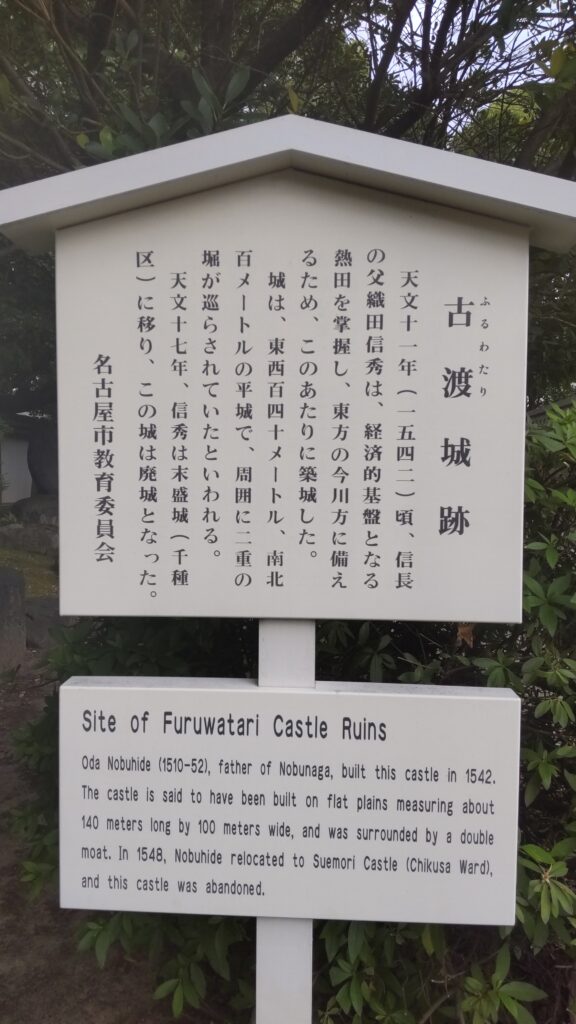 古渡城跡
ふるわたり
天文十一年（一五四二）頃、信長
の父織田信秀は、経済的基盤となる
熱田を掌握し、東方の今川方に備え
るため、このあたりに築城した。
城は、東西百四十メートル、南北
百メートルの平城で、周囲に二重の
堀が巡らされていたといわれる。
天文十七年、信秀は末盛城（千種
区）に移り、この城は廃城となった。
名古屋市教育委員会
Site of Furuwatari Castle Ruins
Oda Nobuhide (1510-52), father of Nobunaga, built this castle in 1542.
The castle is said to have been built on flat plains measuring about
140 meters long by 100 meters wide, and was surrounded by a double
moat. In 1548, Nobuhide relocated to Suemori Castle (Chikusa Ward),
and this castle was abandoned.